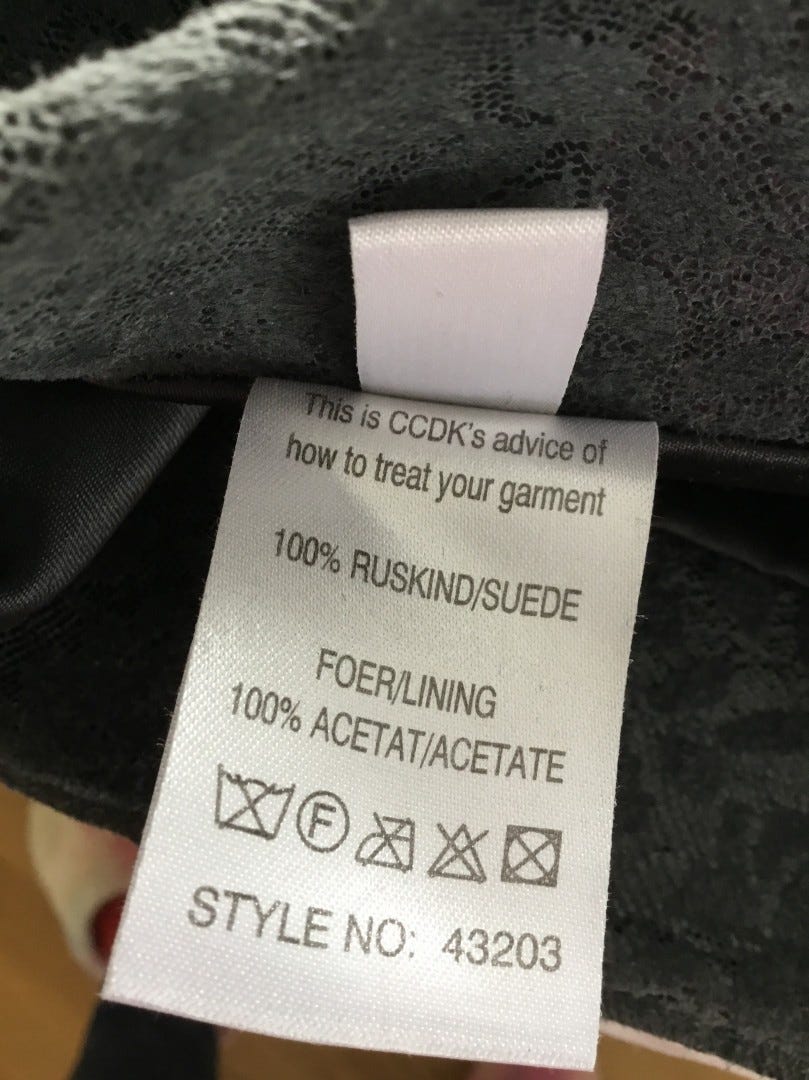 This is CCDK's advice of
how to treat your garment
100% RUSKIND/SUEDE
FOER/LINING
100% ACETAT/ACETATE
F
STYLE NO: 43203